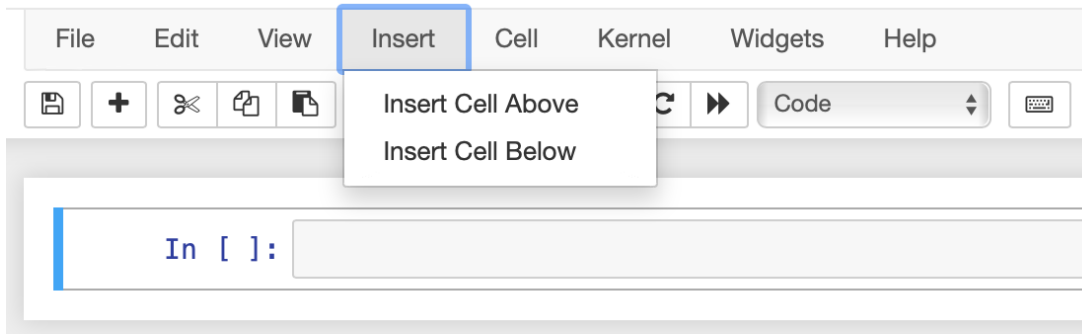 File Edit View Insert Cell Kernel Widgets Help
Code
Insert Cell Above
Insert Cell Below
In [ ]: